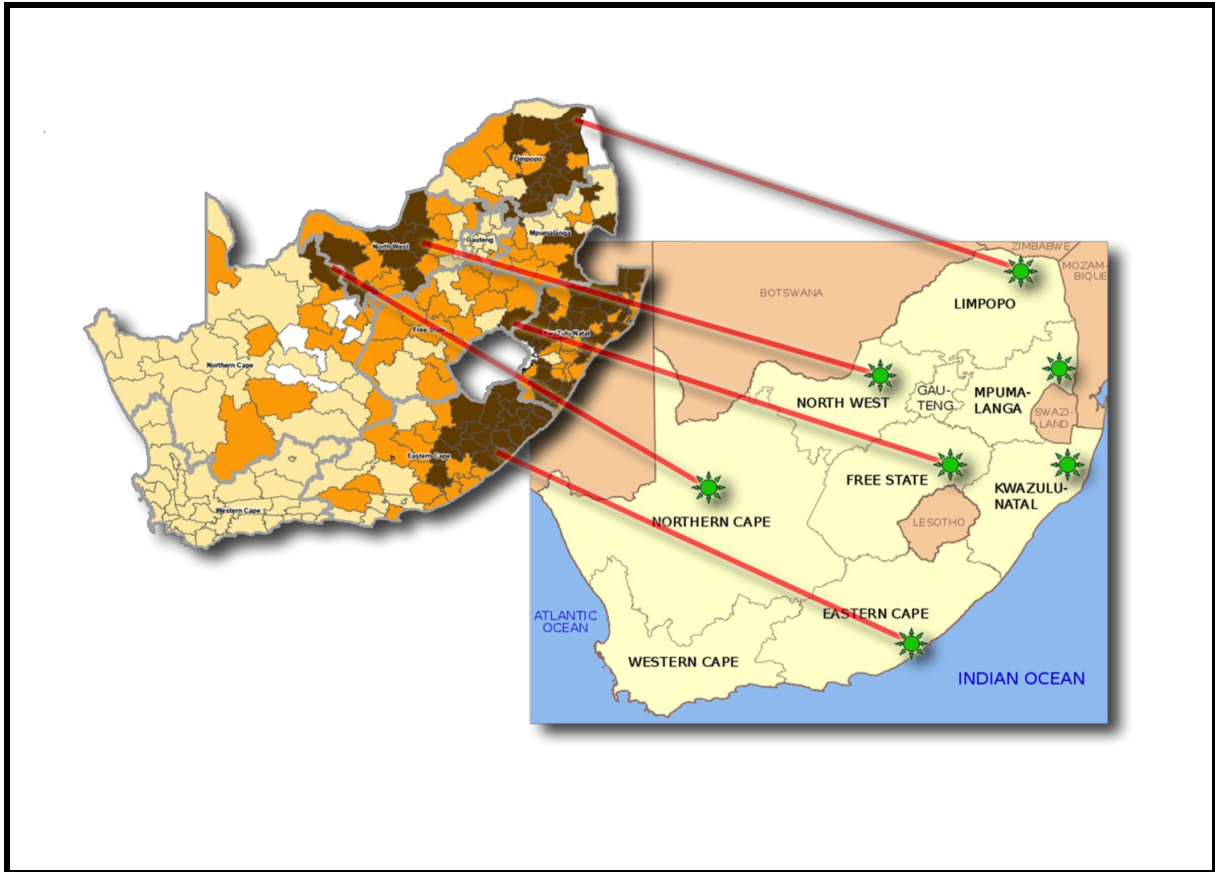 Limpopo
North West
Gauteng
Mpumalanga
Free State
KwaZulu-Natal
Northern Cape
Eastern Cape
Western Cape
ZIMBABWE
MOZAM-
BIQUE
BOTSWANA
LIMPOPO
NORTH WEST
GAU-
TENG
MPUMA-
LANGA
SWAZI-
LAND
FREE STATE
KWAZULU-
NATAL
NORTHERN CAPE
LESOTHO
ATLANTIC
OCEAN
EASTERN CAPE
WESTERN CAPE
INDIAN OCEAN